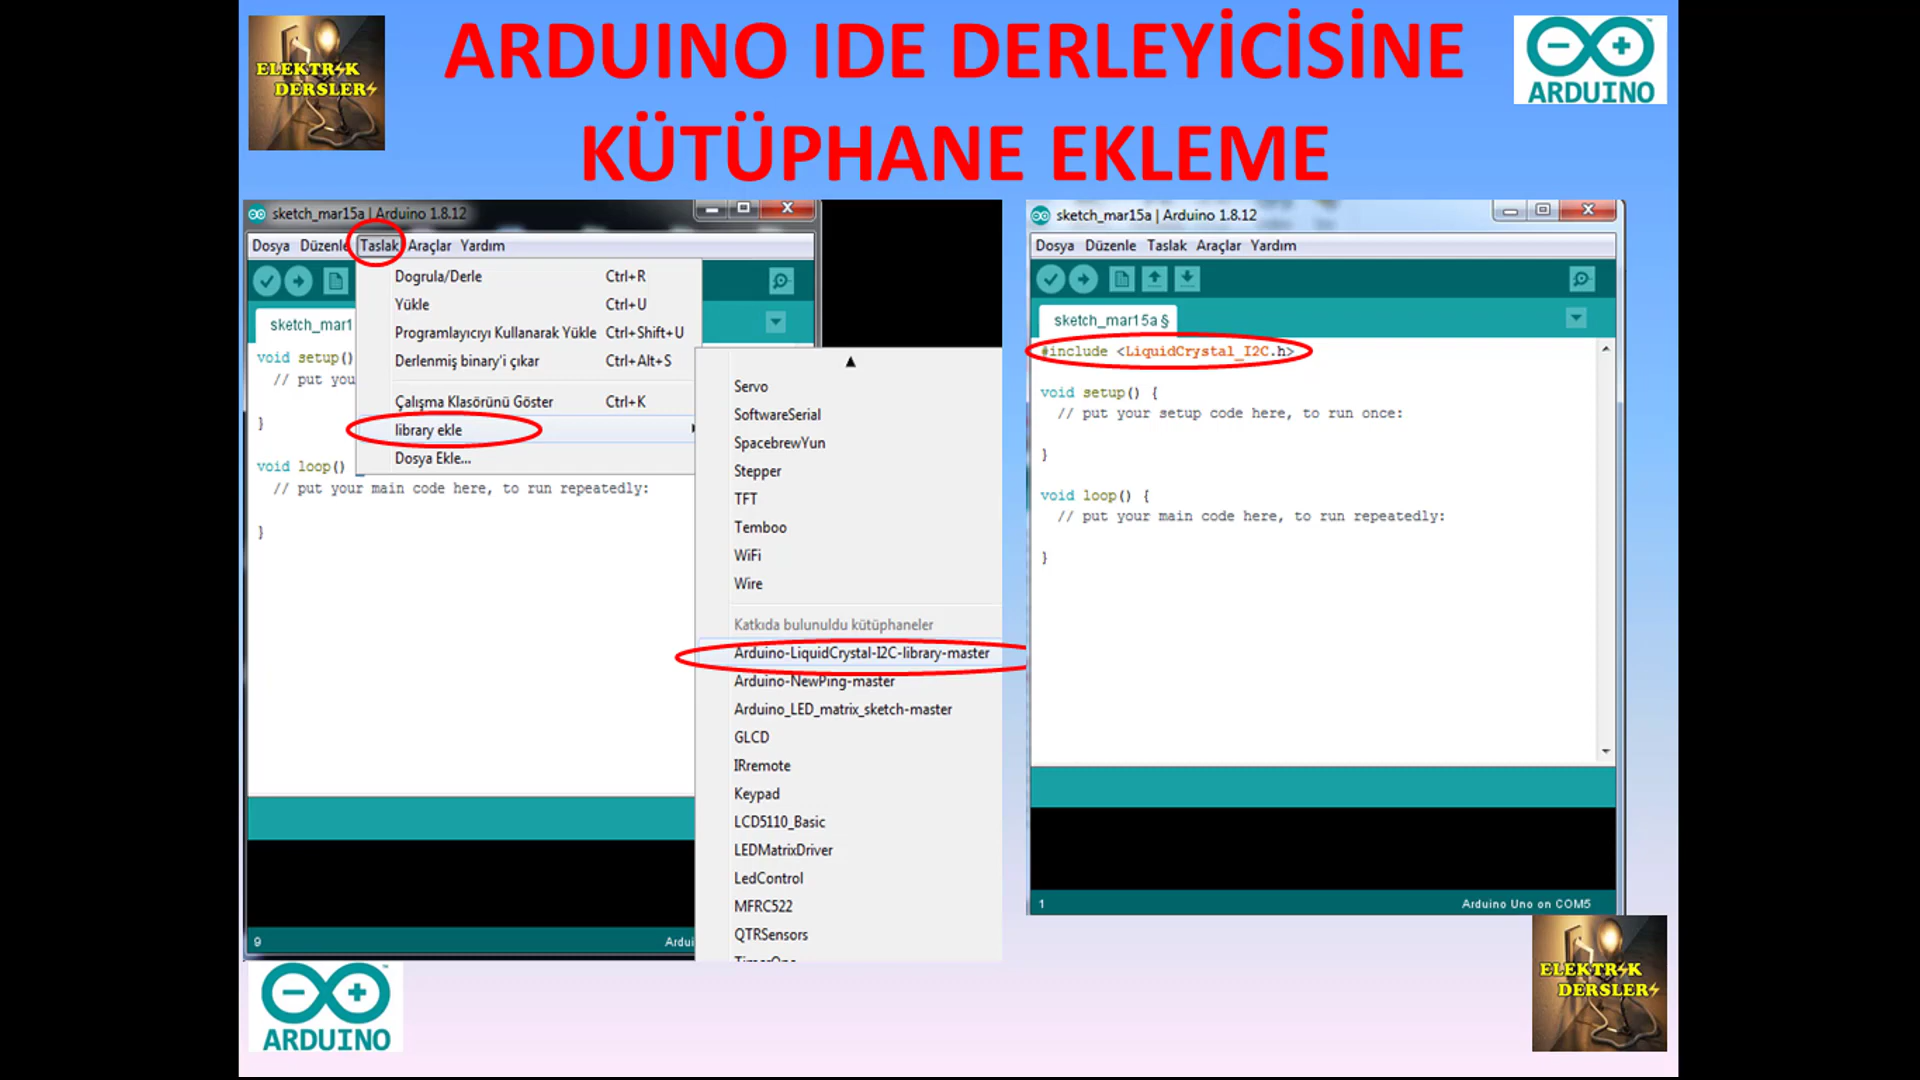 ARDUINO IDE DERLEYİCİSİNE
KÜTÜPHANE EKLEME
ELEKTRİK
DERSLERİ
ARDUINO
sketch_mar15a | Arduino 1.8.12
Dosya Düzenle Taslak Araçlar Yardım
Dogrula/Derle Ctrl+R
Yükle Ctrl+U
Programlayıcıyı Kullanarak Yükle Ctrl+Shift+U
Derlenmiş binary'i çıkar Ctrl+Alt+S
Çalışma Klasörünü Göster Ctrl+K
library ekle
Dosya Ekle...
sketch_mar1
void setup()
// put you
}
void loop()
// put your main code here, to run repeatedly:
}
Servo
SoftwareSerial
SpacebrewYun
Stepper
TFT
Temboo
WiFi
Wire
Katkıda bulunuldu kütüphaneler
Arduino-LiquidCrystal-I2C-library-master
Arduino-NewPing-master
Arduino_LED_matrix_sketch-master
GLCD
IRremote
Keypad
LCD5110_Basic
LEDMatrixDriver
LedControl
MFRC522
QTRSensors
9 Ardui
sketch_mar15a | Arduino 1.8.12
Dosya Düzenle Taslak Araçlar Yardım
sketch_mar15a §
#include <LiquidCrystal_I2C.h>
void setup() {
// put your setup code here, to run once:
}
void loop() {
// put your main code here, to run repeatedly:
}
1 Arduino Uno on COM5
ARDUINO
ELEKTRİK
DERSLERİ